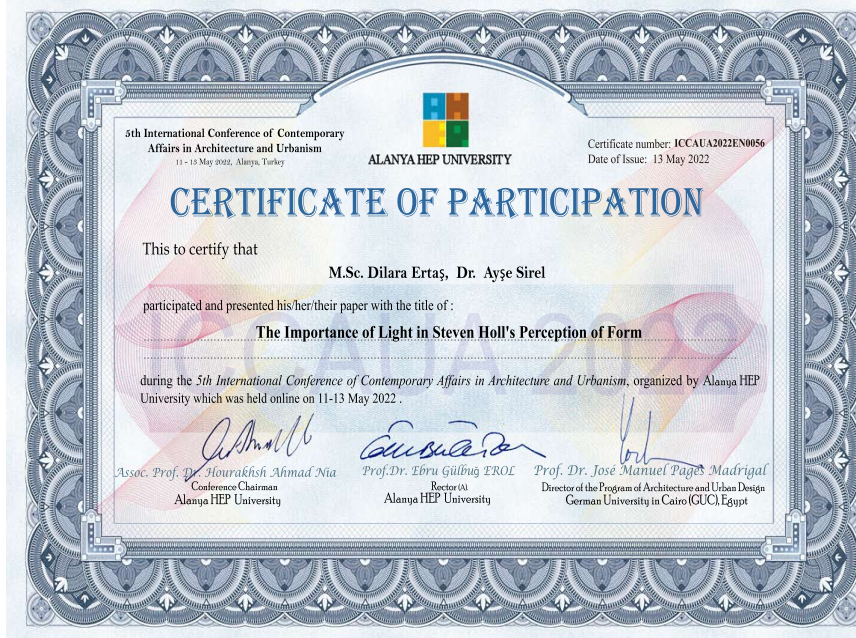 5th International Conference of Contemporary
Affairs in Architecture and Urbanism
11 - 13 May 2022, Alanya, Turkey
AHEP
ALANYA HEP UNIVERSITY
Certificate number: ICCAUA2022EN0056
Date of Issue: 13 May 2022
CERTIFICATE OF PARTICIPATION
This to certify that
M.Sc. Dilara Ertaş, Dr. Ayşe Sirel
participated and presented his/her/their paper with the title of :
The Importance of Light in Steven Holl's Perception of Form
ICCAUA 2022
during the 5th International Conference of Contemporary Affairs in Architecture and Urbanism, organized by Alanya HEP
University which was held online on 11-13 May 2022 .
Assoc. Prof. Dr. Hourakhsh Ahmad Nia
Conference Chairman
Alanya HEP University
Prof.Dr. Ebru Gülbuğ EROL
Rector (A).
Alanya HEP University
Prof. Dr. José Manuel Pagés Madrigal
Director of the Program of Architecture and Urban Design
German University in Cairo (GUC), Egypt